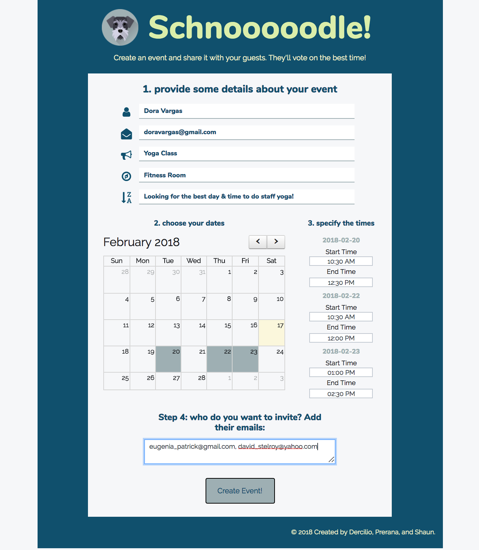 Schnooooodle!
Create an event and share it with your guests. They'll vote on the best time!
1. provide some details about your event
Dora Vargas
doravargas@gmail.com
Yoga Class
Fitness Room
Z
A
Looking for the best day & time to do staff yoga!
2. choose your dates
February 2018
Sun Mon Tue Wed Thu Fri Sat
28 29 30 31 1 2 3
4 5 6 7 8 9 10
11 12 13 14 15 16 17
18 19 20 21 22 23 24
25 26 27 28 1 2 3
3. specify the times
2018-02-20
Start Time
10:30 AM
End Time
12:30 PM
2018-02-22
Start Time
10:30 AM
End Time
12:00 PM
2018-02-23
Start Time
01:00 PM
End Time
02:30 PM
Step 4: who do you want to invite? Add
their emails:
eugenia_patrick@gmail.com, david_stelroy@yahoo.com
Create Event!
© 2018 Created by Dercilio, Prerana, and Shaun.